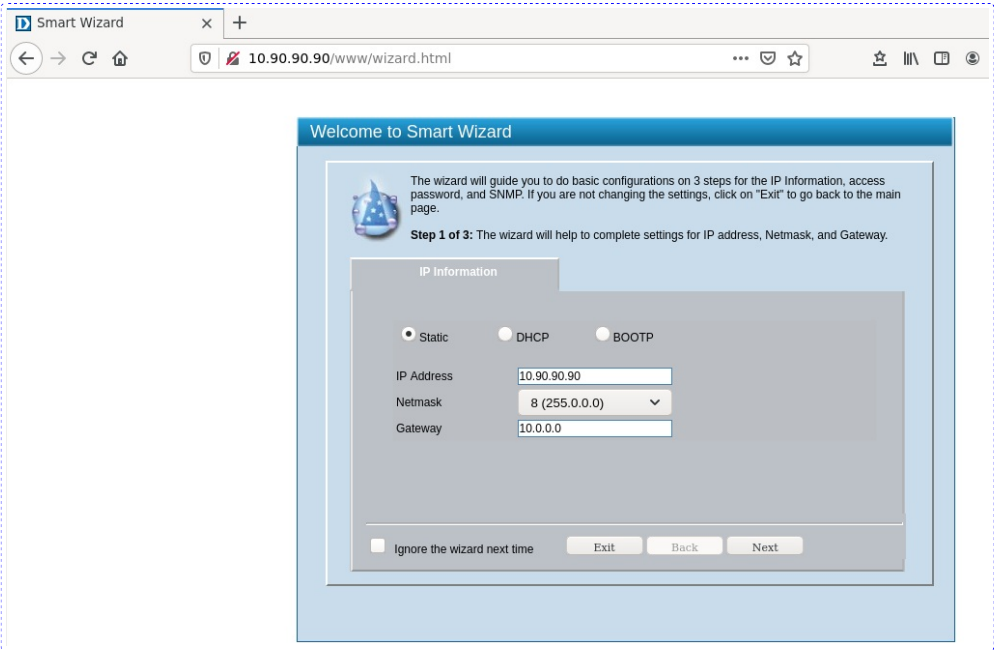 Smart Wizard
10.90.90.90/www/wizard.html
Welcome to Smart Wizard
The wizard will guide you to do basic configurations on 3 steps for the IP Information, access
password, and SNMP. If you are not changing the settings, click on "Exit" to go back to the main
page.
Step 1 of 3: The wizard will help to complete settings for IP address, Netmask, and Gateway.
IP Information
Static DHCP BOOTP
IP Address 10.90.90.90
Netmask 8 (255.0.0.0)
Gateway 10.0.0.0
Ignore the wizard next time Exit Back Next